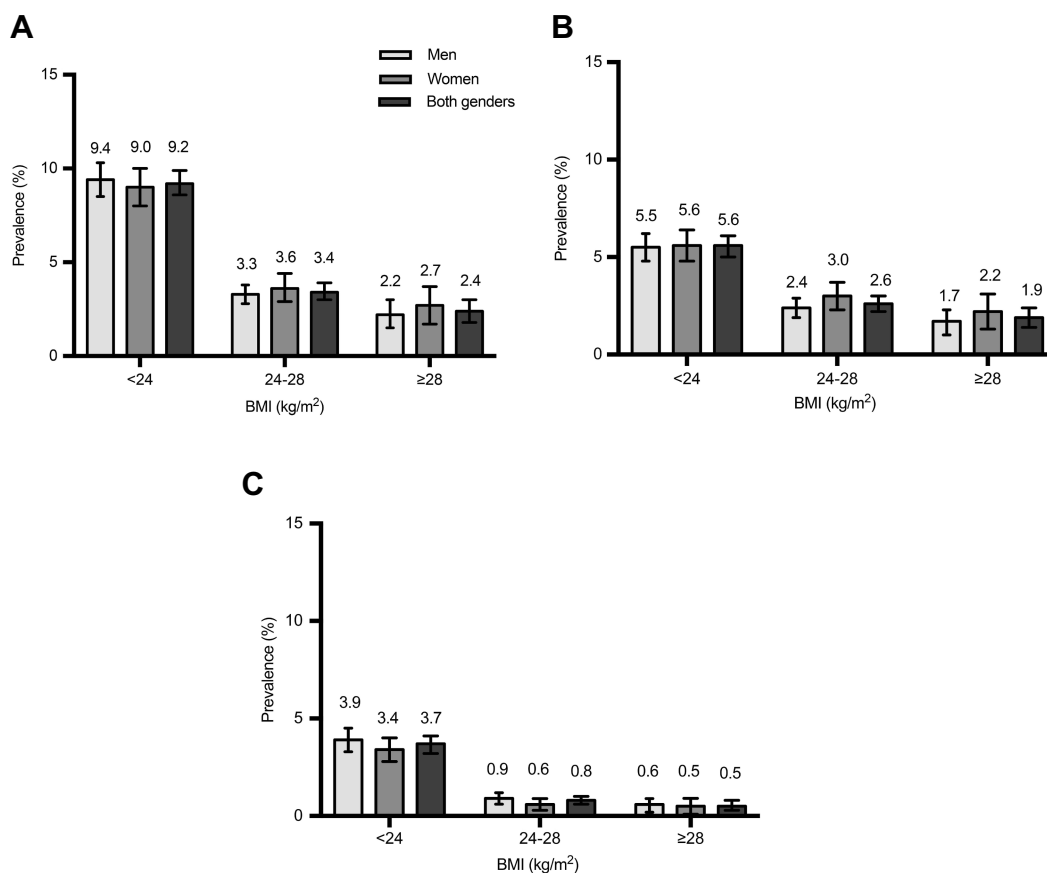 A
Men
Women
Both genders
15
10
5
0
Prevalence (%)
9.4 9.0 9.2
3.3 3.6 3.4
2.2 2.7 2.4
<24 24-28 ≥28
BMI (kg/m²)
B
15
10
5
0
Prevalence (%)
5.5 5.6 5.6
2.4 3.0 2.6
1.7 2.2 1.9
<24 24-28 ≥28
BMI (kg/m²)
C
15
10
5
0
Prevalence (%)
3.9 3.4 3.7
0.9 0.6 0.8
0.6 0.5 0.5
<24 24-28 ≥28
BMI (kg/m²)